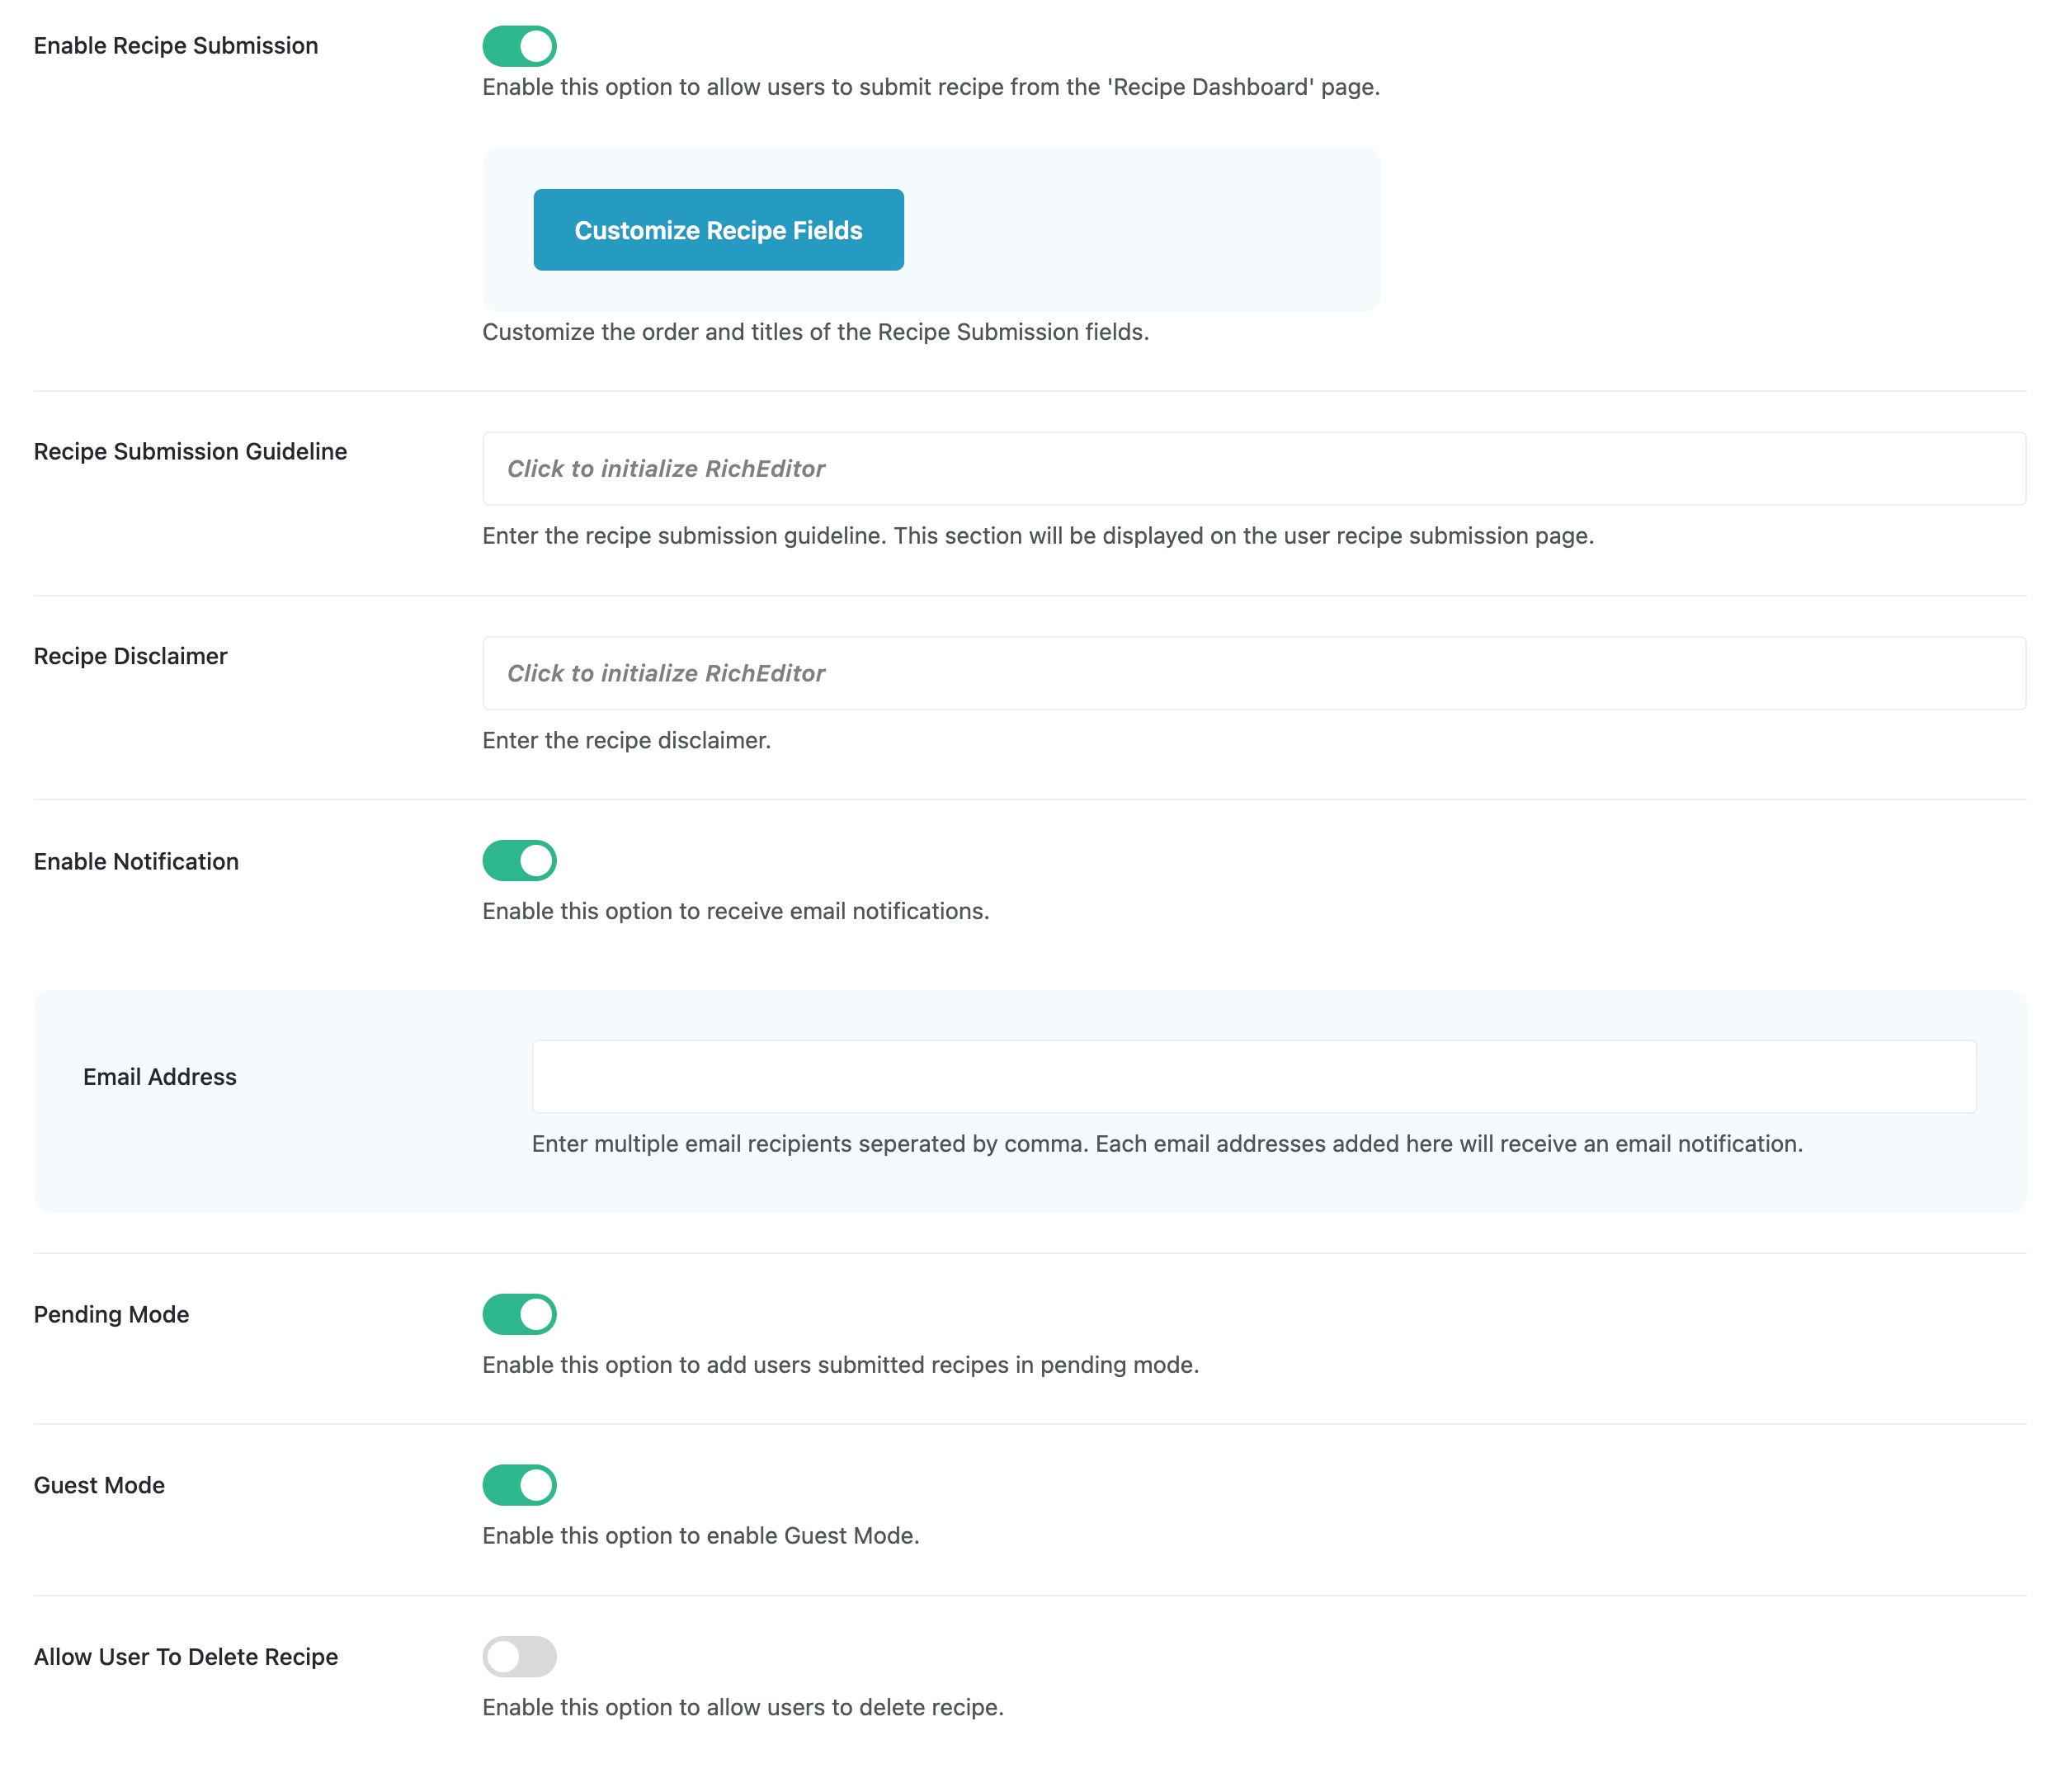 Enable Recipe Submission
Enable this option to allow users to submit recipe from the 'Recipe Dashboard' page.
Customize Recipe Fields
Customize the order and titles of the Recipe Submission fields.
Recipe Submission Guideline
Click to initialize RichEditor
Enter the recipe submission guideline. This section will be displayed on the user recipe submission page.
Recipe Disclaimer
Click to initialize RichEditor
Enter the recipe disclaimer.
Enable Notification
Enable this option to receive email notifications.
Email Address
Enter multiple email recipients seperated by comma. Each email addresses added here will receive an email notification.
Pending Mode
Enable this option to add users submitted recipes in pending mode.
Guest Mode
Enable this option to enable Guest Mode.
Allow User To Delete Recipe
Enable this option to allow users to delete recipe.